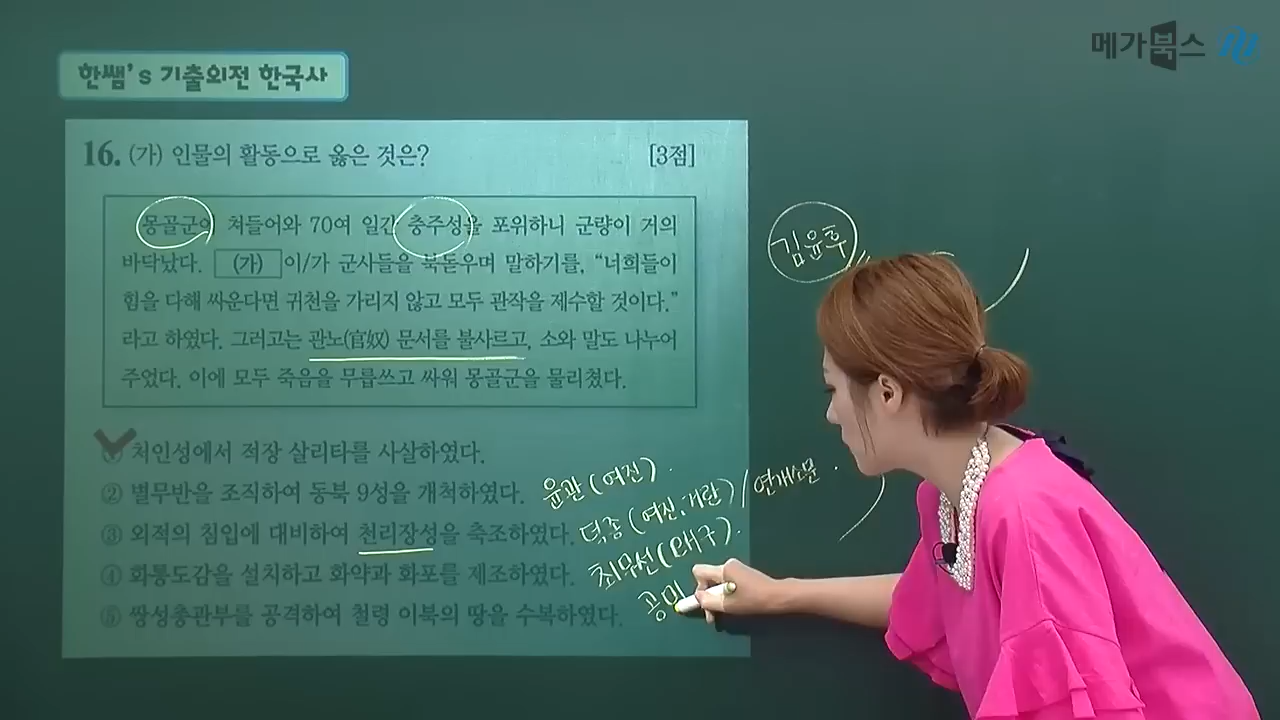 메가북스
한쌤's 기출외전 한국사
16. (가) 인물의 활동으로 옳은 것은? [3점]
몽골군이 쳐들어와 70여 일간 충주성을 포위하니 군량이 거의
바닥났다. (가) 이/가 군사들을 북돋우며 말하기를, “너희들이
힘을 다해 싸운다면 귀천을 가리지 않고 모두 관작을 제수할 것이다.”
라고 하였다. 그러고는 관노(官奴) 문서를 불사르고, 소와 말도 나누어
주었다. 이에 모두 죽음을 무릅쓰고 싸워 몽골군을 물리쳤다.
김윤후
① 처인성에서 적장 살리타를 사살하였다.
② 별무반을 조직하여 동북 9성을 개척하였다. 윤관 (여진)
③ 외적의 침입에 대비하여 천리장성을 축조하였다. 덕종 (여진, 거란) / 연개소문
④ 화통도감을 설치하고 화약과 화포를 제조하였다. 최무선 (왜구)
⑤ 쌍성총관부를 공격하여 철령 이북의 땅을 수복하였다. 공미